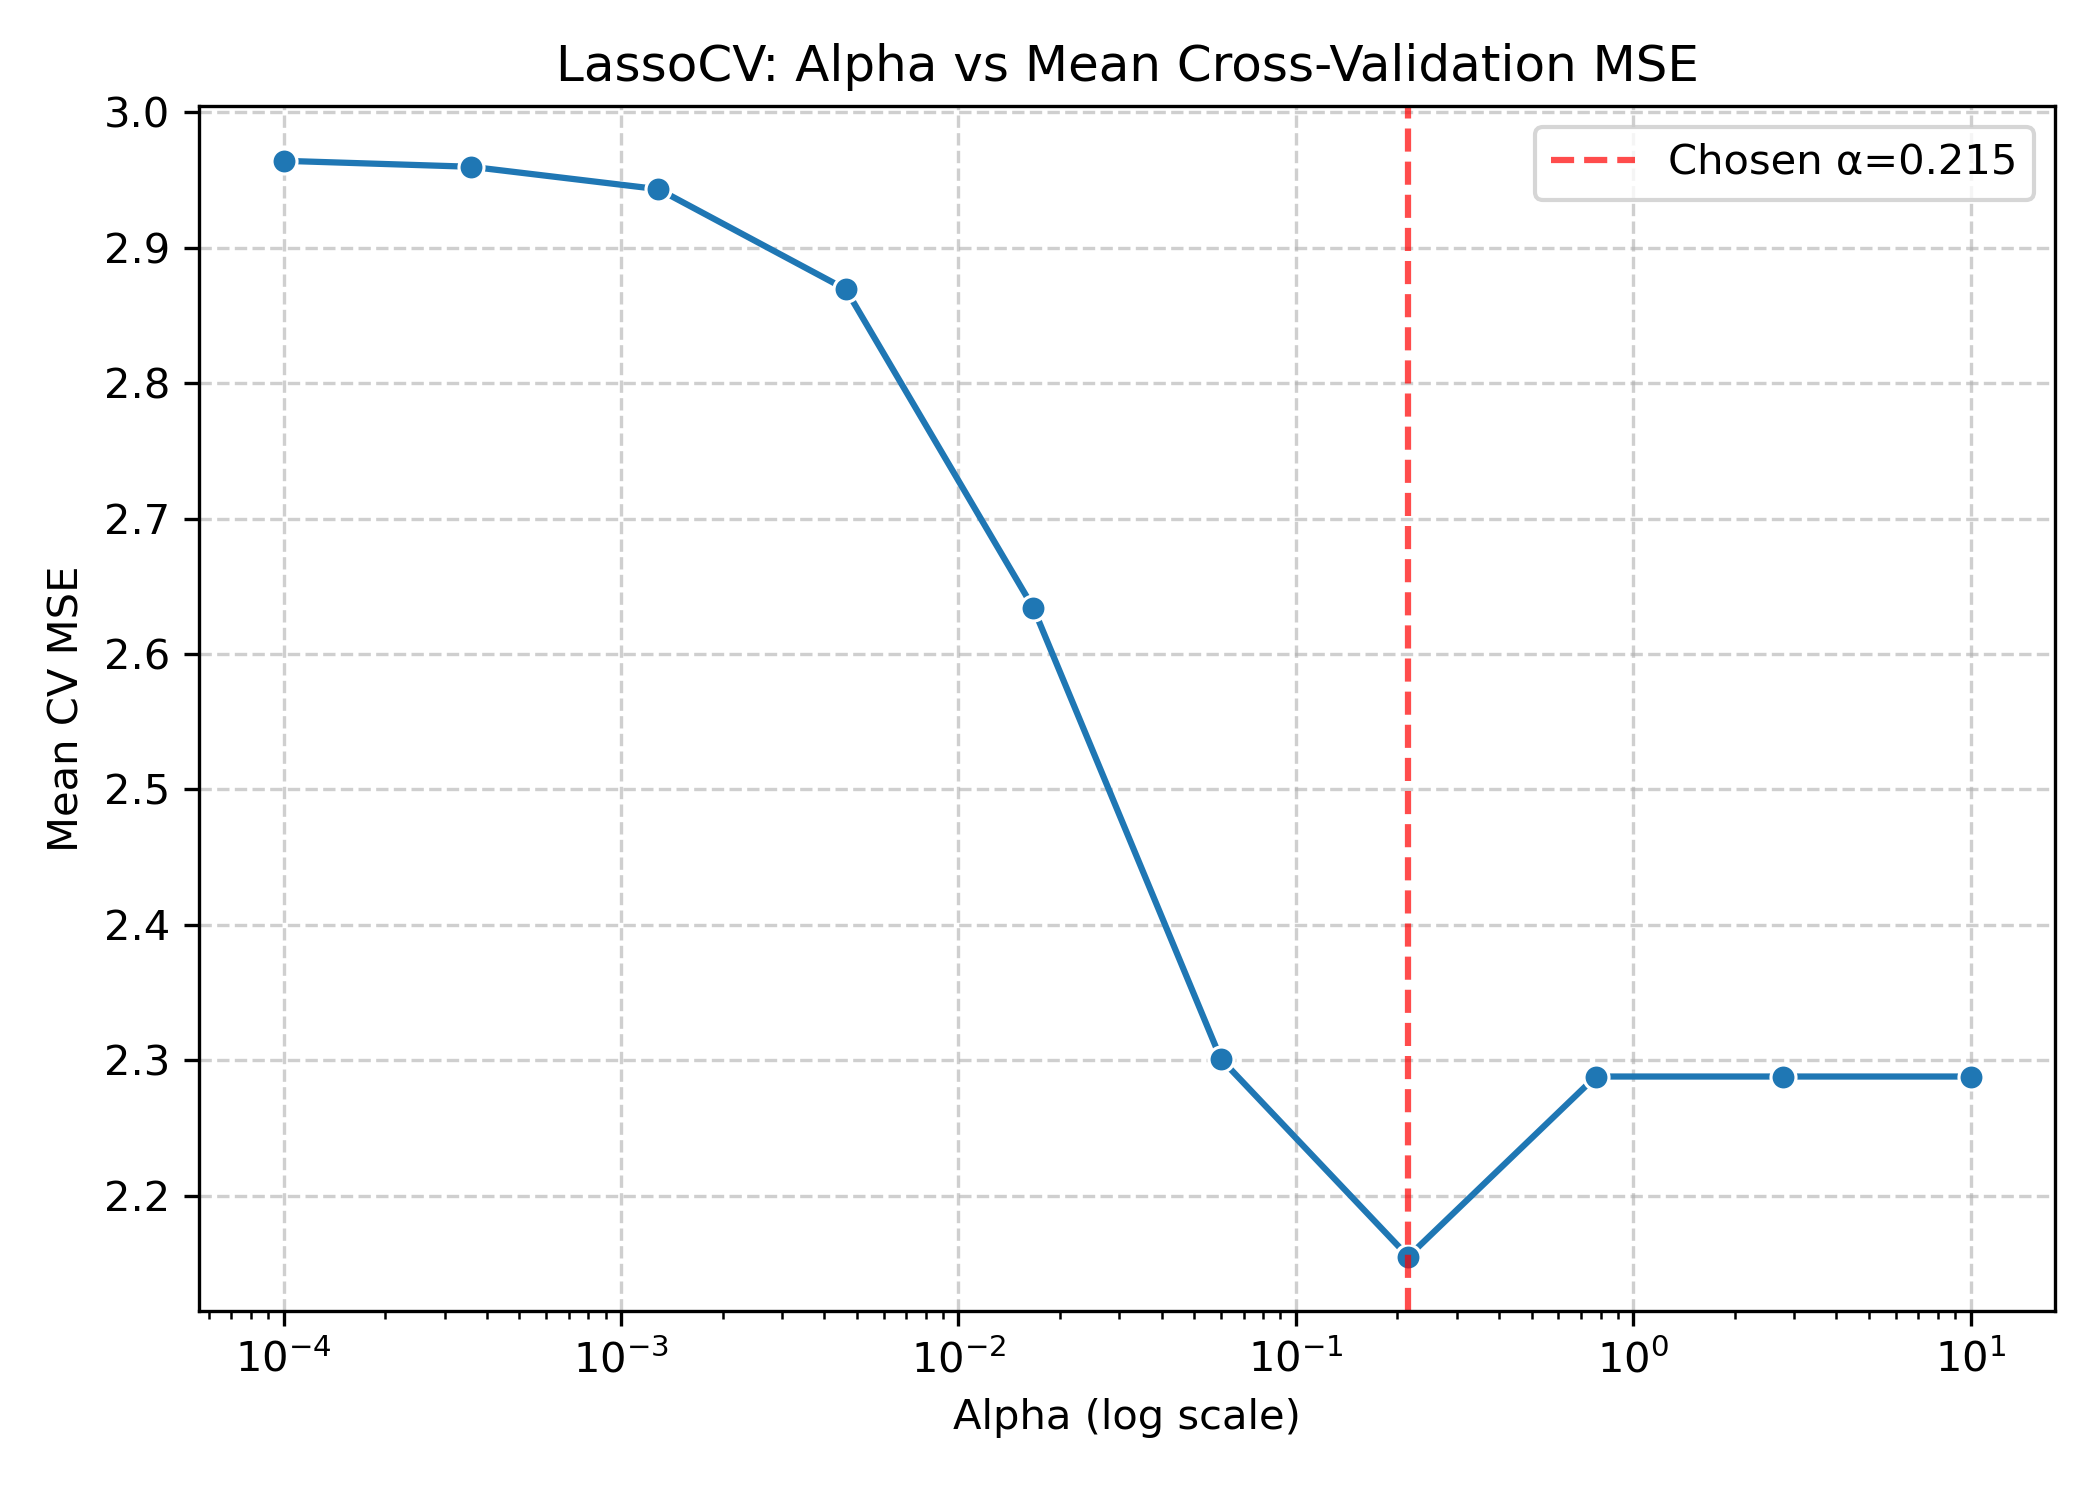 LassoCV: Alpha vs Mean Cross-Validation MSE
Chosen α=0.215
Mean CV MSE
3.0
2.9
2.8
2.7
2.6
2.5
2.4
2.3
2.2
10⁻⁴ 10⁻³ 10⁻² 10⁻¹ 10⁰ 10¹
Alpha (log scale)